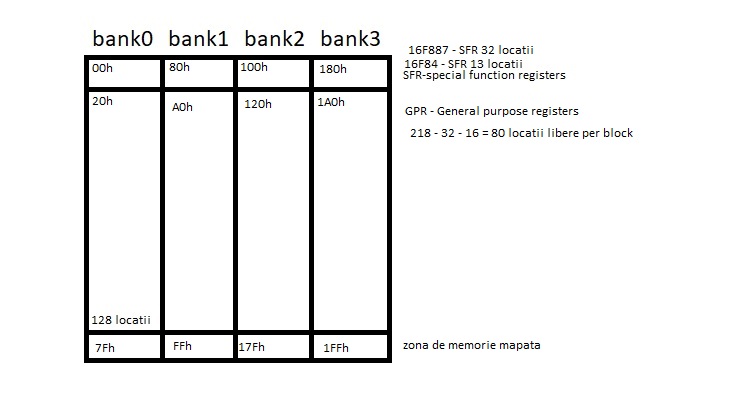 bank0 bank1 bank2 bank3
00h 80h 100h 180h
16F887 - SFR 32 locatii
16F84 - SFR 13 locatii
SFR-special function registers
20h A0h 120h 1A0h
GPR - General purpose registers
218 - 32 - 16 = 80 locatii libere per block
128 locatii
7Fh FFh 17Fh 1FFh
zona de memorie mapata